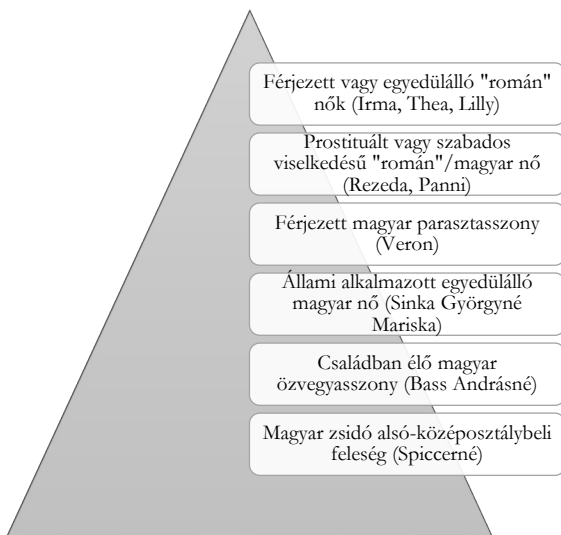 Férjezett vagy egyedülálló "román"
nők (Irma, Thea, Lilly)
Prostituált vagy szabados
viselkedésű "román"/magyar nő
(Rezeda, Panni)
Férjezett magyar parasztasszony
(Veron)
Állami alkalmazott egyedülálló
magyar nő (Sinka Györgyné
Mariska)
Családban élő magyar
özvegyasszony (Bass Andrásné)
Magyar zsidó alsó-középosztálybeli
feleség (Spiccerné)